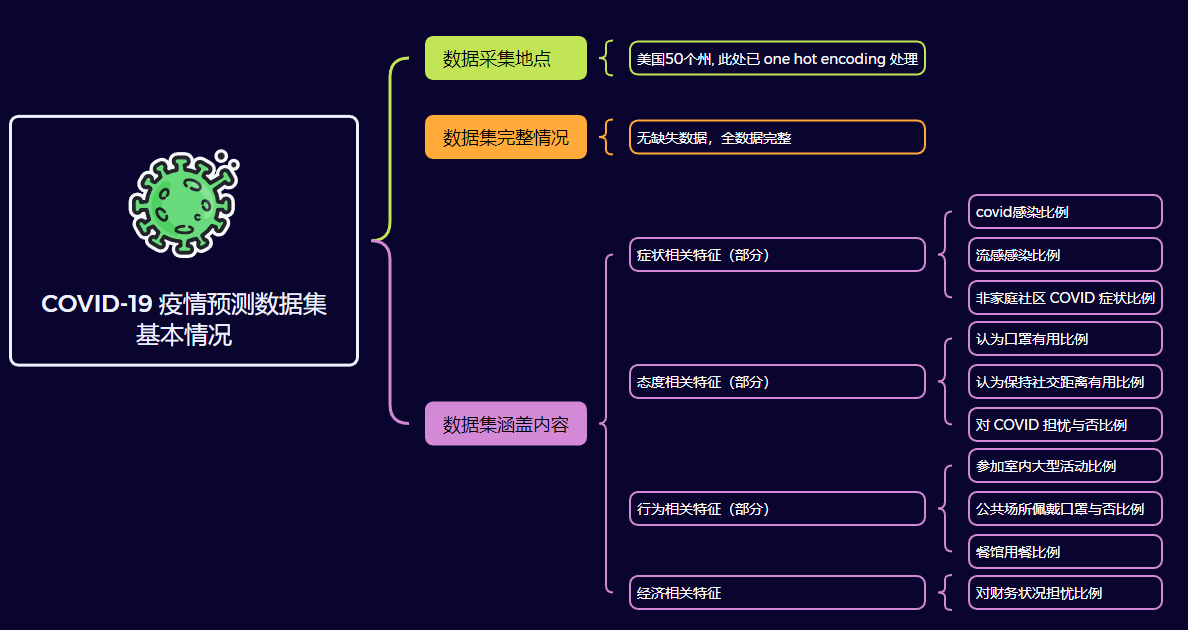 COVID-19 疫情预测数据集
基本情况
数据采集地点
美国50个州, 此处已 one hot encoding 处理
数据集完整情况
无缺失数据，全数据完整
数据集涵盖内容
症状相关特征（部分）
covid感染比例
流感感染比例
非家庭社区 COVID 症状比例
态度相关特征（部分）
认为口罩有用比例
认为保持社交距离有用比例
对 COVID 担忧与否比例
行为相关特征（部分）
参加室内大型活动比例
公共场所佩戴口罩与否比例
餐馆用餐比例
经济相关特征
对财务状况担忧比例